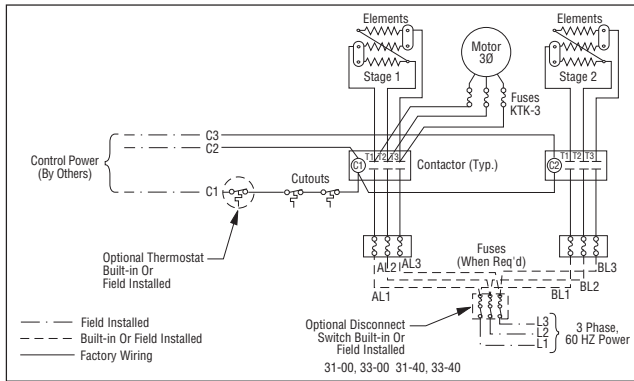 Elements
Elements
Motor
3Ø
Stage 1
Stage 2
Fuses
KTK-3
C3
C2
Control Power
(By Others)
T1 T2 T3
C1
Contactor (Typ.)
T1 T2 T3
C2
C1
Cutouts
Optional Thermostat
Built-in Or
Field Installed
AL2
AL3
AL1
Fuses
(When Req'd)
BL3
BL2
BL1
Optional Disconnect
Switch Built-in Or
Field Installed
L3
L2
L1
3 Phase,
60 HZ Power
Field Installed
Built-in Or Field Installed
Factory Wiring
31-00, 33-00 31-40, 33-40